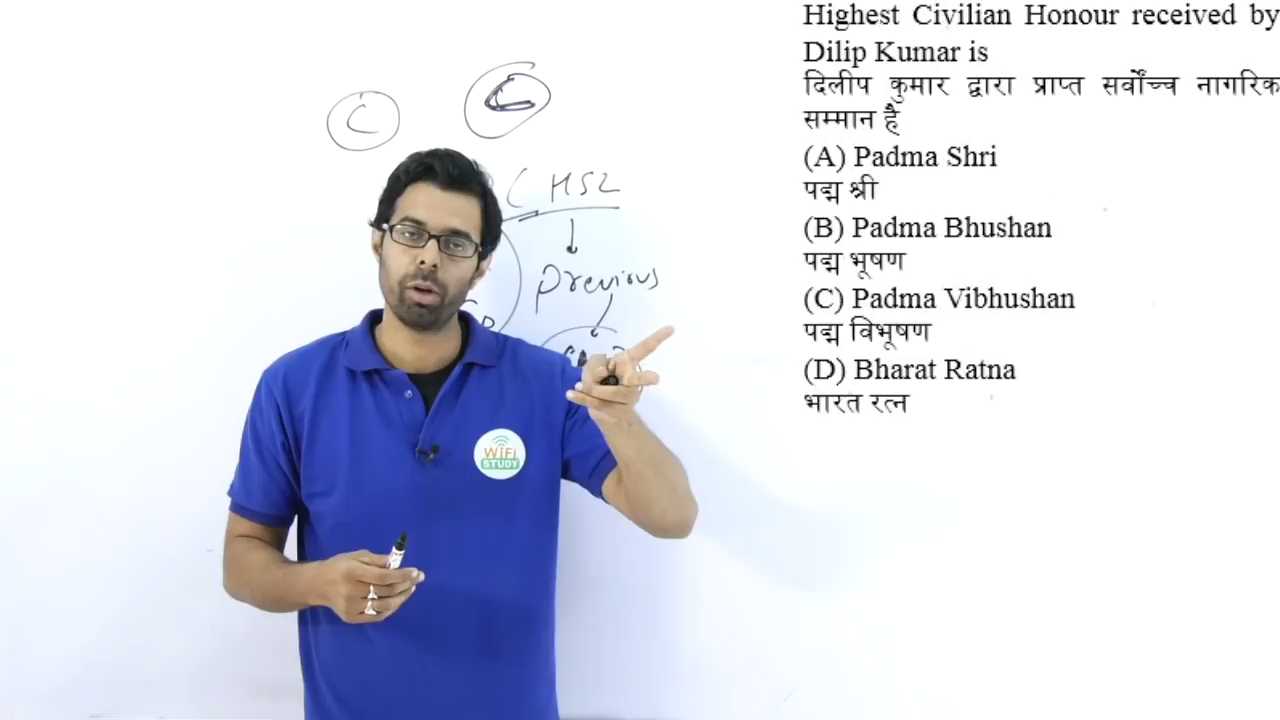 Highest Civilian Honour received by
Dilip Kumar is
दिलीप कुमार द्वारा प्राप्त सर्वोंच्च नागरिक
सम्मान है
(A) Padma Shri
पद्म श्री
(B) Padma Bhushan
पद्म भूषण
(C) Padma Vibhushan
पद्म विभूषण
(D) Bharat Ratna
भारत रत्न
C
C
CHSL
Previous
WiFi
STUDY